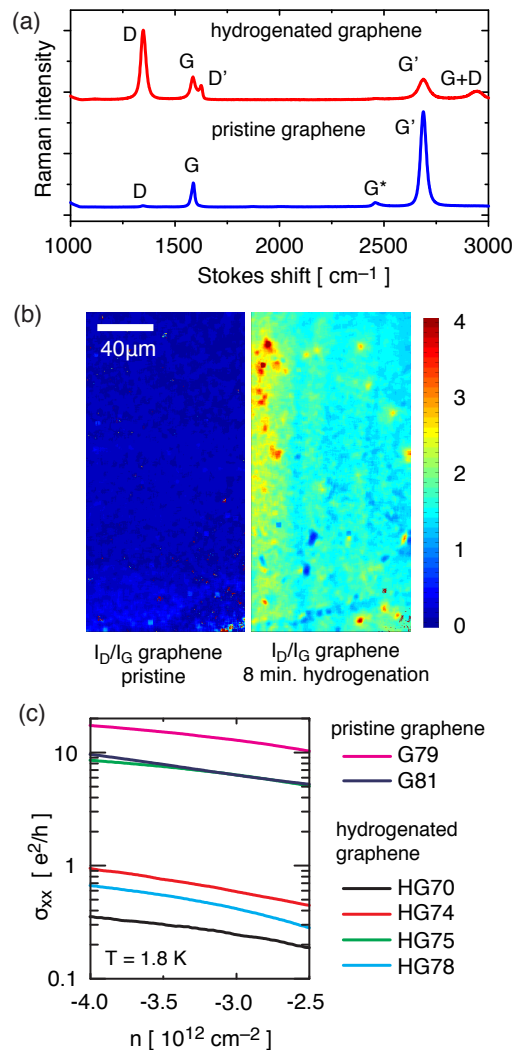 (a)
hydrogenated graphene
D
G
D'
G'
G+D
pristine graphene
D
G
G*
G'
Raman intensity
1000 1500 2000 2500 3000
Stokes shift [ cm⁻¹ ]
(b)
40μm
4
3
2
1
0
I_D/I_G graphene
pristine
I_D/I_G graphene
8 min. hydrogenation
(c)
σ_xx [ e²/h ]
10
1
0.1
T = 1.8 K
-4.0 -3.5 -3.0 -2.5
n [ 10¹² cm⁻² ]
pristine graphene
G79
G81
hydrogenated
graphene
HG70
HG74
HG75
HG78